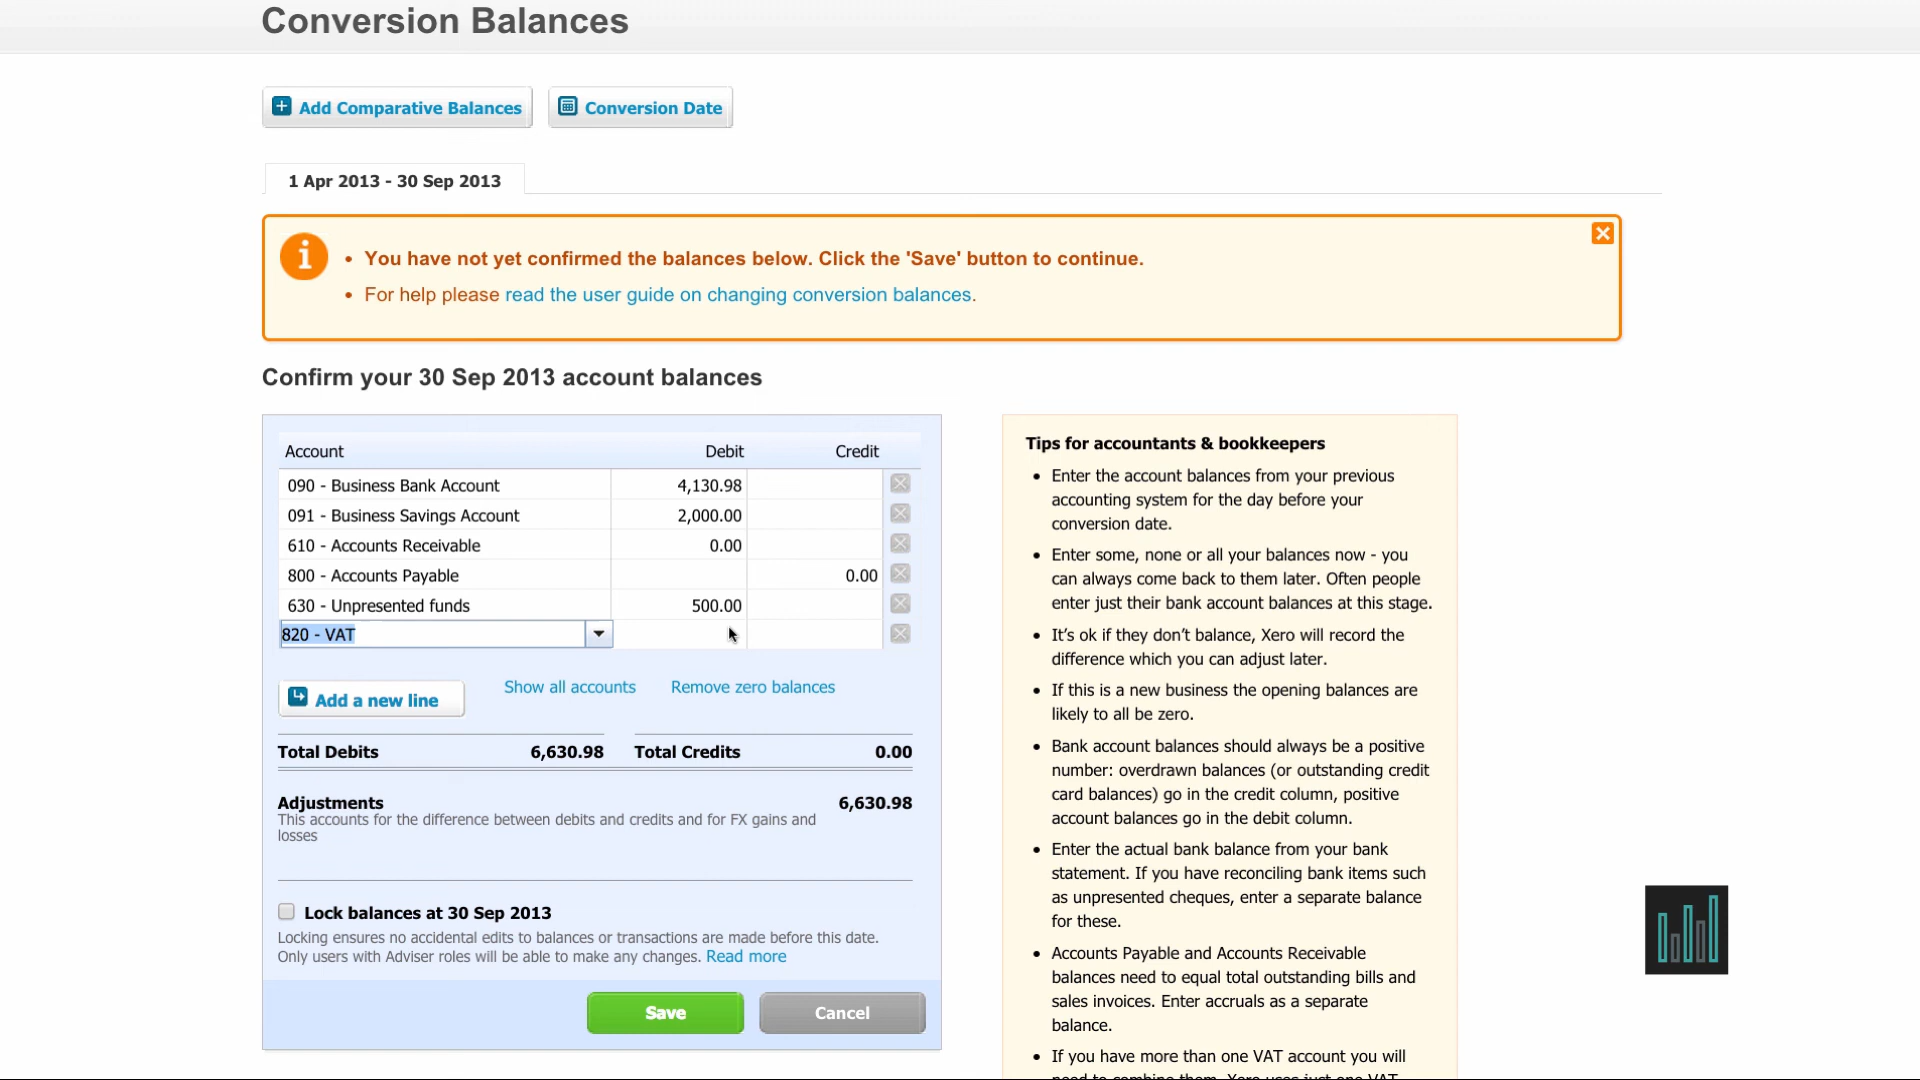 Conversion Balances
Add Comparative Balances
Conversion Date
1 Apr 2013 - 30 Sep 2013
• You have not yet confirmed the balances below. Click the 'Save' button to continue.
• For help please read the user guide on changing conversion balances.
Confirm your 30 Sep 2013 account balances
Account Debit Credit
090 - Business Bank Account 4,130.98
091 - Business Savings Account 2,000.00
610 - Accounts Receivable 0.00
800 - Accounts Payable 0.00
630 - Unpresented funds 500.00
820 - VAT
Add a new line
Show all accounts
Remove zero balances
Total Debits 6,630.98 Total Credits 0.00
Adjustments 6,630.98
This accounts for the difference between debits and credits and for FX gains and
losses
Lock balances at 30 Sep 2013
Locking ensures no accidental edits to balances or transactions are made before this date.
Only users with Adviser roles will be able to make any changes. Read more
Save
Cancel
Tips for accountants & bookkeepers
• Enter the account balances from your previous
accounting system for the day before your
conversion date.
• Enter some, none or all your balances now - you
can always come back to them later. Often people
enter just their bank account balances at this stage.
• It's ok if they don't balance, Xero will record the
difference which you can adjust later.
• If this is a new business the opening balances are
likely to all be zero.
• Bank account balances should always be a positive
number: overdrawn balances (or outstanding credit
card balances) go in the credit column, positive
account balances go in the debit column.
• Enter the actual bank balance from your bank
statement. If you have reconciling bank items such
as unpresented cheques, enter a separate balance
for these.
• Accounts Payable and Accounts Receivable
balances need to equal total outstanding bills and
sales invoices. Enter accruals as a separate
balance.
• If you have more than one VAT account you will
need to combine them. Xero uses just one VAT